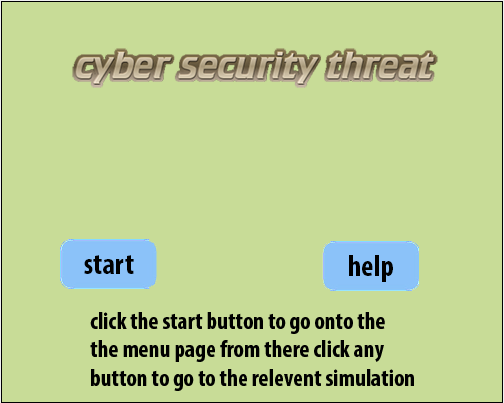 cyber security threat
start
help
click the start button to go onto the
the menu page from there click any
button to go to the relevent simulation